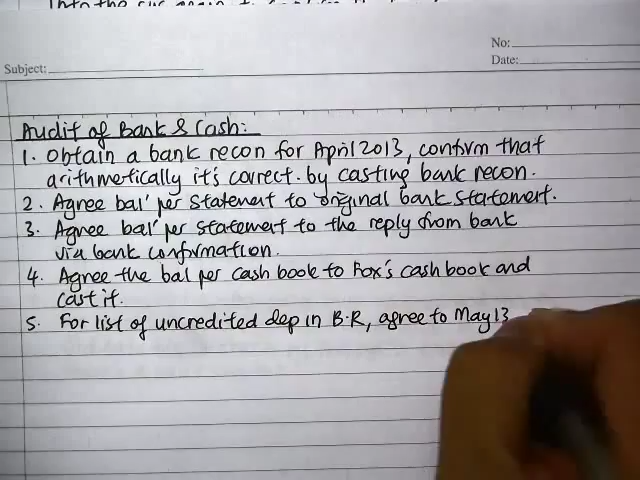 No:
Subject:
Date:
Audit of Bank & Cash:
1. Obtain a bank recon for April 2013, confirm that
arithmetically it's correct. by casting bank recon.
2. Agree bal' per statement to original bank statement.
3. Agree bal' per statement to the reply from bank
via bank confirmation.
4. Agree the bal per cash book to Fox's cash book and
cast it.
5. For list of uncredited dep in B.R, agree to May 13